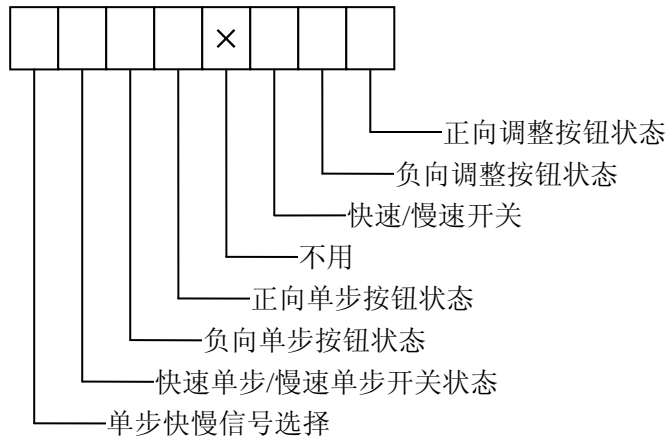 ×
正向调整按钮状态
负向调整按钮状态
快速/慢速开关
不用
正向单步按钮状态
负向单步按钮状态
快速单步/慢速单步开关状态
单步快慢信号选择